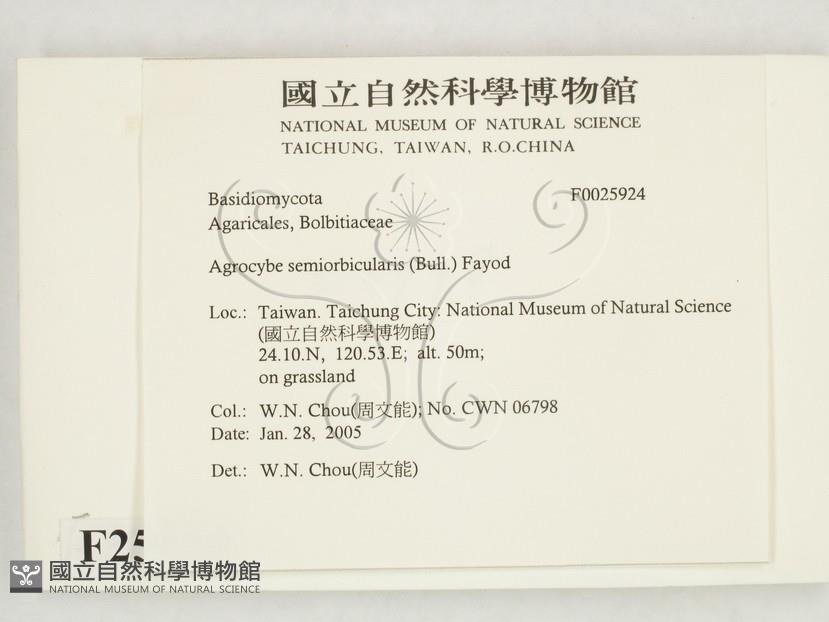 國立自然科學博物館
NATIONAL MUSEUM OF NATURAL SCIENCE
TAICHUNG, TAIWAN, R.O.CHINA
Basidiomycota F0025924
Agaricales, Bolbitiaceae
Agrocybe semiorbicularis (Bull.) Fayod
Loc.: Taiwan. Taichung City: National Museum of Natural Science
(國立自然科學博物館)
24.10.N, 120.53.E; alt. 50m;
on grassland
Col.: W.N. Chou(周文能); No. CWN 06798
Date: Jan. 28, 2005
Det.: W.N. Chou(周文能)
F25
國立自然科學博物館
NATIONAL MUSEUM OF NATURAL SCIENCE